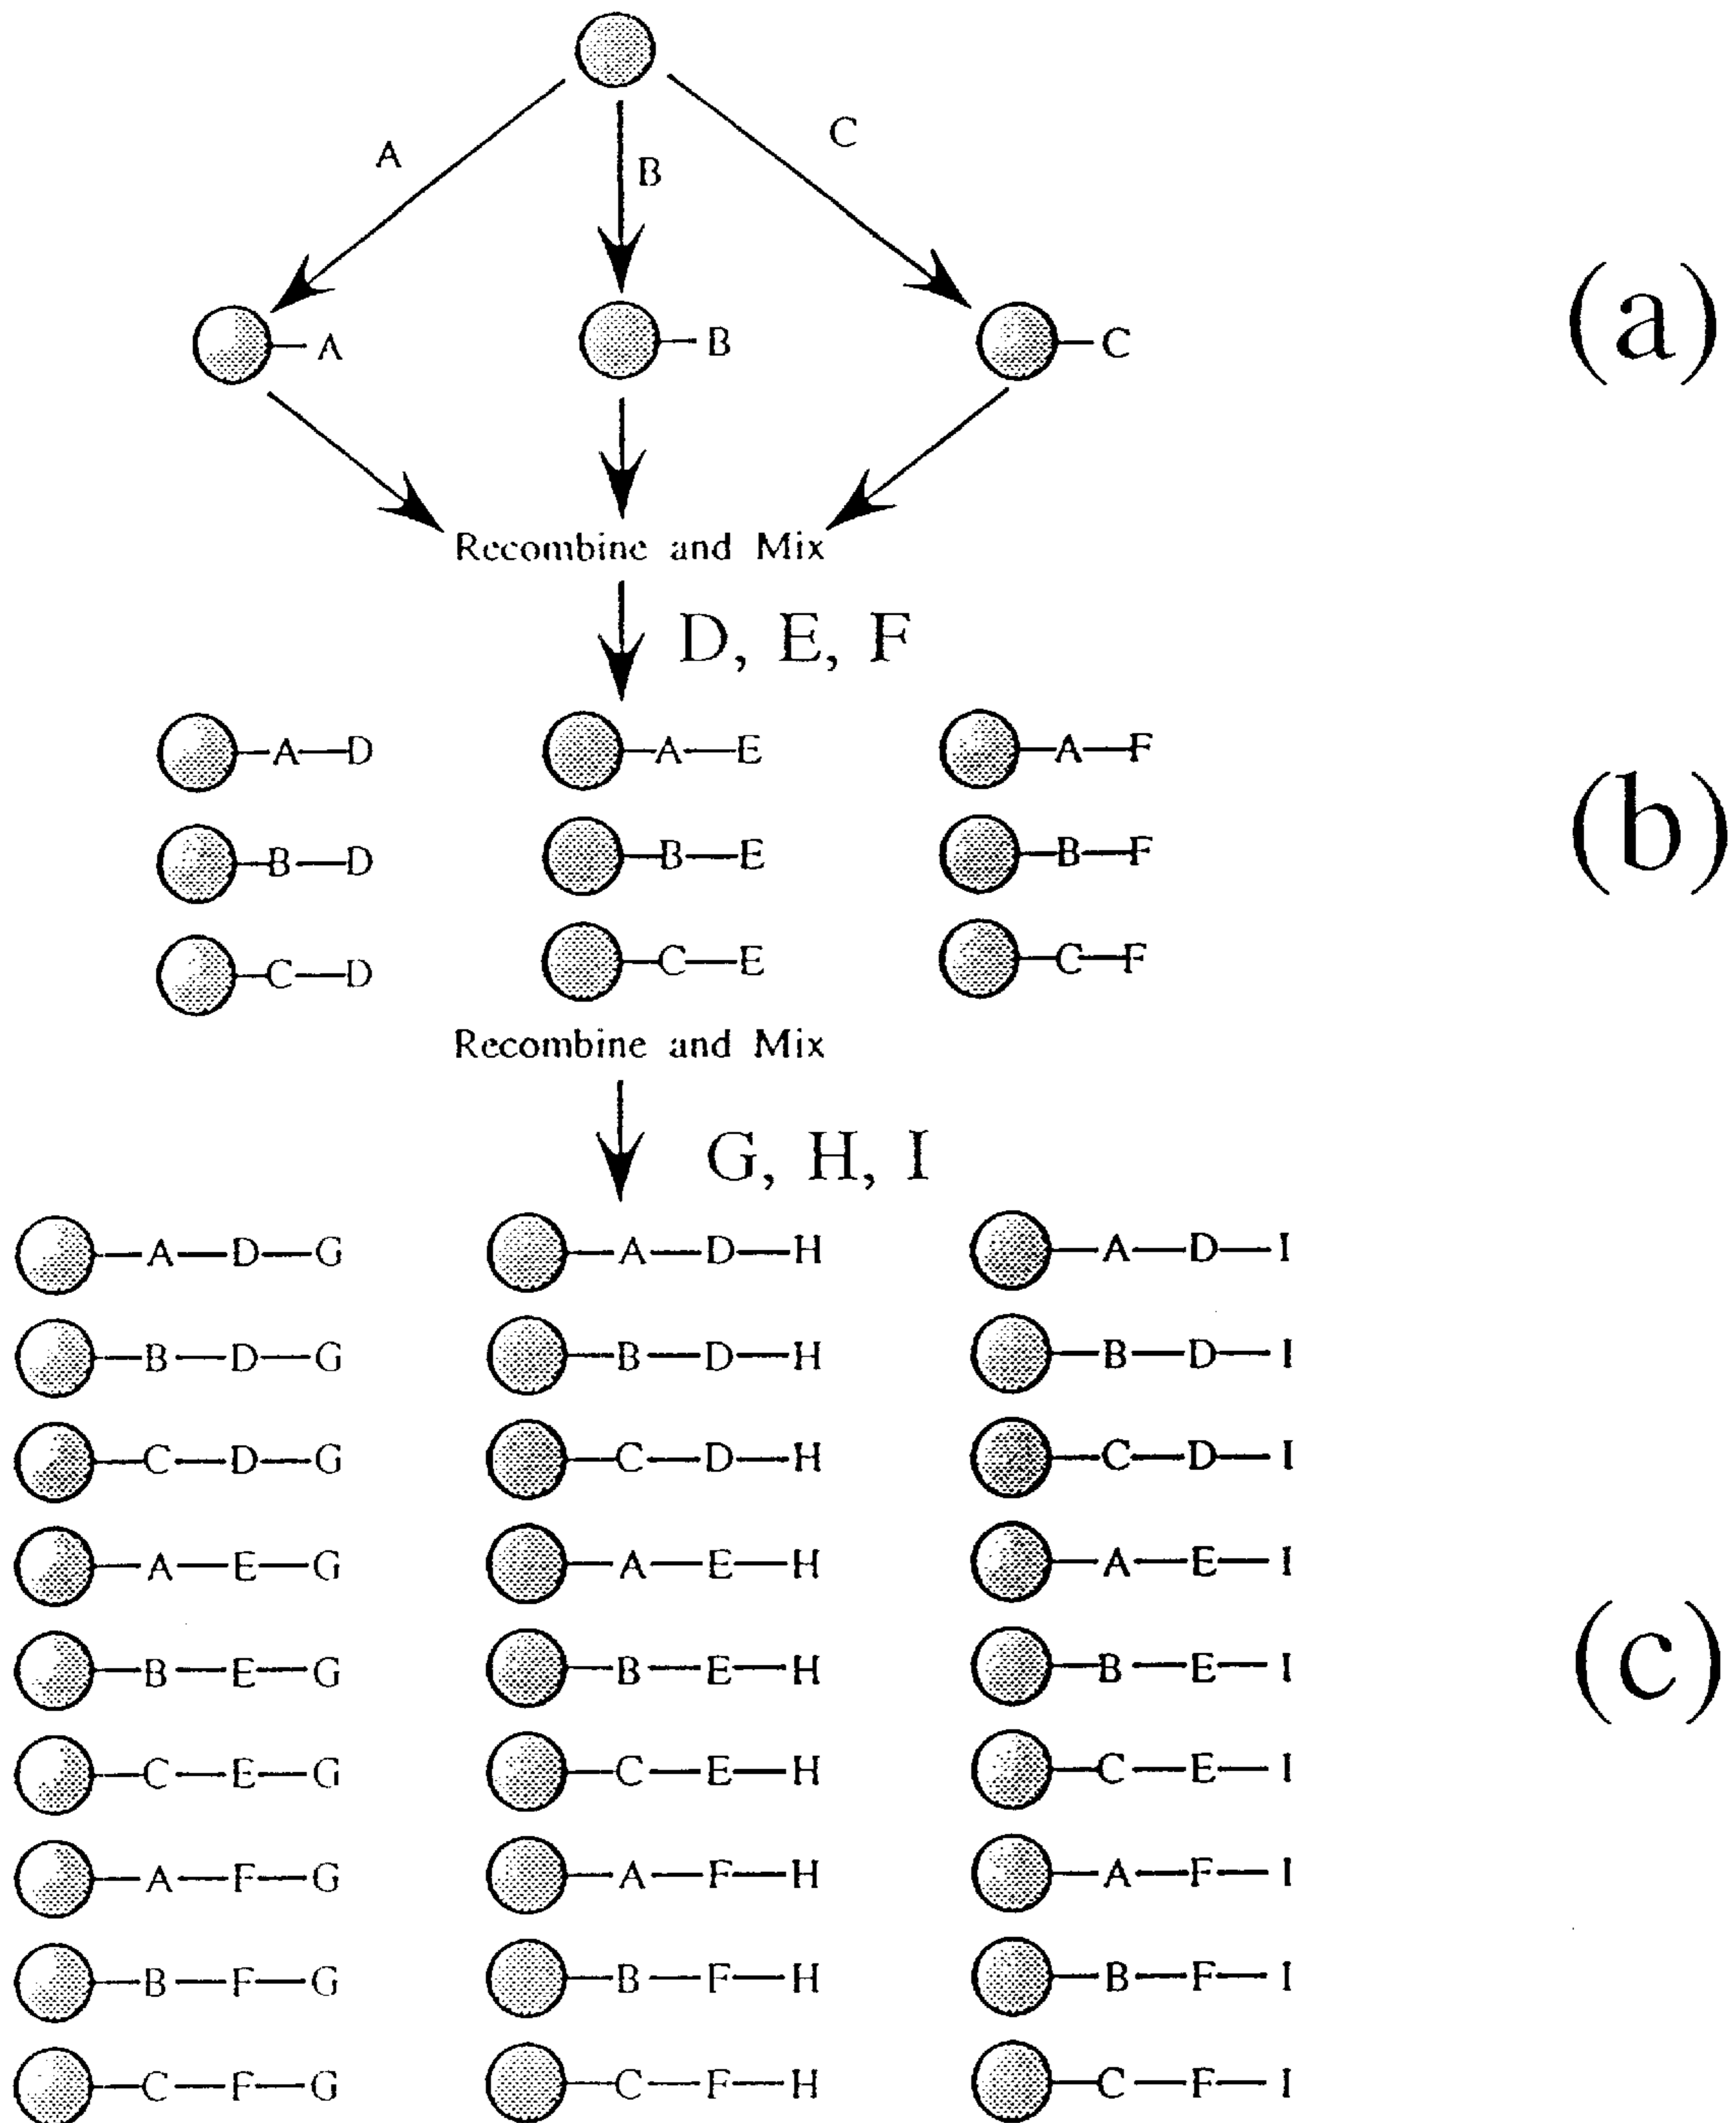 A B C
A B C (a)
Recombine and Mix
D, E, F
A—D A—E A—F
B—D B—E B—F (b)
C—D C—E C—F
Recombine and Mix
G, H, I
A—D—G A—D—H A—D—I
B—D—G B—D—H B—D—I
C—D—G C—D—H C—D—I
A—E—G A—E—H A—E—I
B—E—G B—E—H B—E—I (c)
C—E—G C—E—H C—E—I
A—F—G A—F—H A—F—I
B—F—G B—F—H B—F—I
C—F—G C—F—H C—F—I